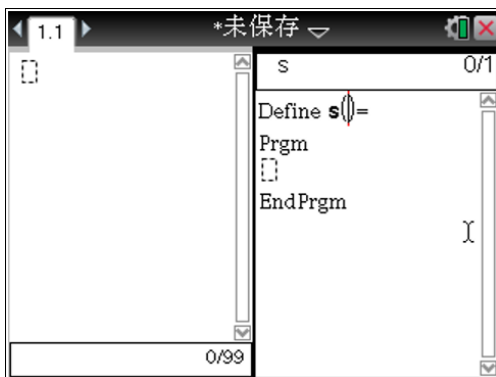 1.1
*未保存
0/99
s 0/1
Define s()=
Prgm
EndPrgm